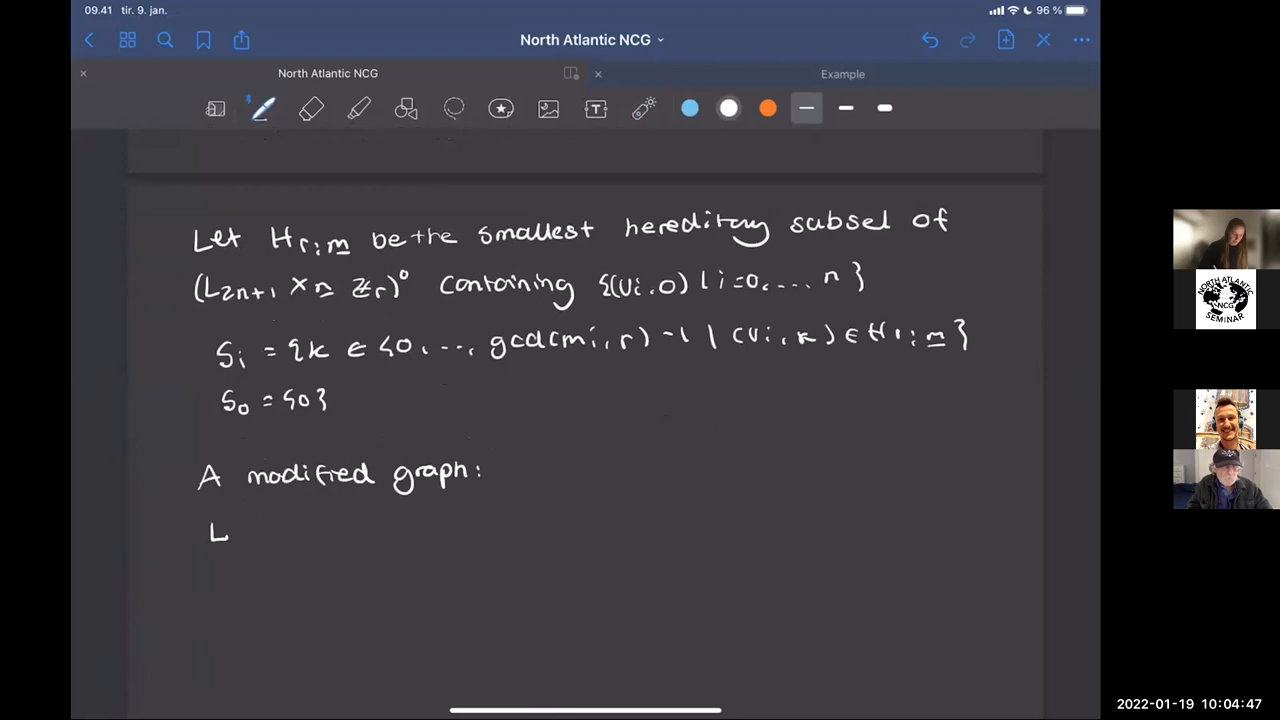 09.41 tir. 9. jan.
96 %
North Atlantic NCG
North Atlantic NCG
Example
Let H_{r;m} be the smallest hereditary subset of
(L_{2n+1} ×_m ℤ_r)^0 containing {(v_i,0) | i=0,...,n}
S_i = {k ∈ {0,..., gcd(m_i,r)-1 | (v_i,k) ∈ H_{r;m}}
S_0 = {0}
A modified graph:
L
NORTH ATLANTIC
NCG
SEMINAR
2022-01-19 10:04:47